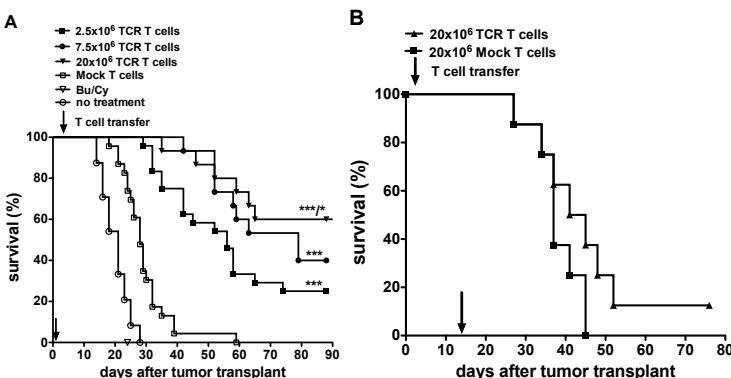 A
2.5x10⁶ TCR T cells
7.5x10⁶ TCR T cells
20x10⁶ TCR T cells
Mock T cells
Bu/Cy
no treatment
T cell transfer
100
80
60
40
20
0
survival (%)
***/*
***
***
0 10 20 30 40 50 60 70 80 90
days after tumor transplant
B
20x10⁶ TCR T cells
20x10⁶ Mock T cells
T cell transfer
100
80
60
40
20
0
survival (%)
0 10 20 30 40 50 60 70 80
days after tumor transplant